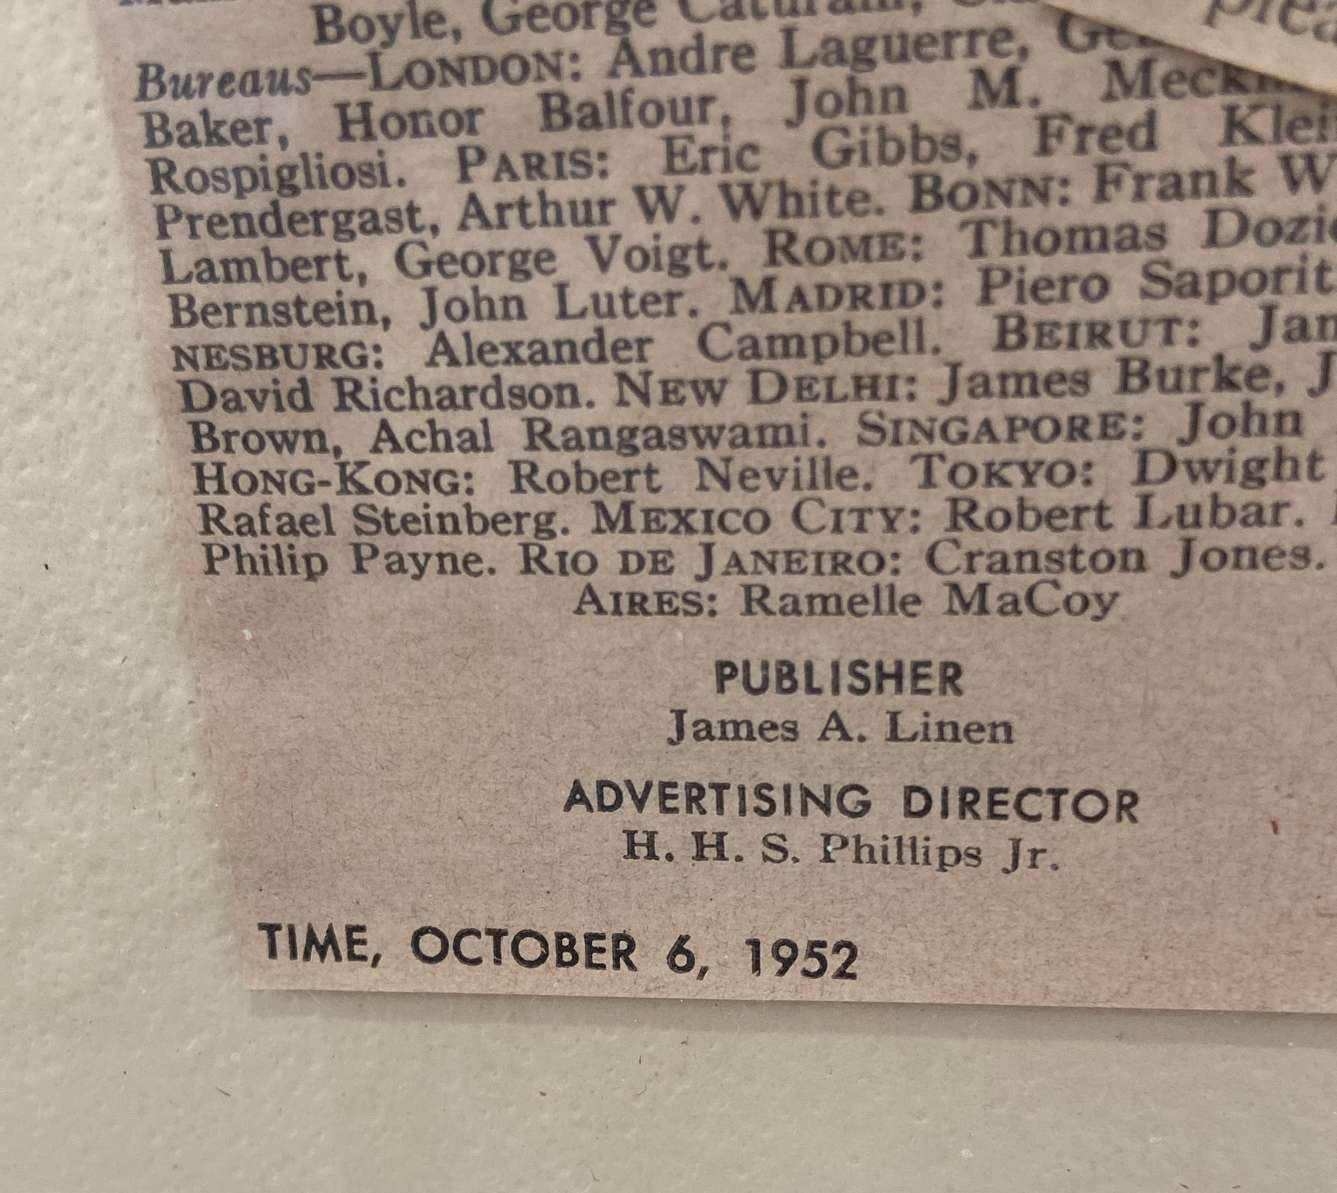 Boyle, George
Bureaus—LONDON: Andre Laguerre,
Baker, Honor Balfour, John M.
Rospigliosi. PARIS: Eric Gibbs, Fred
Prendergast, Arthur W. White. BONN: Frank W
Lambert, George Voigt. ROME: Thomas
Bernstein, John Luter. MADRID: Piero
NESBURG: Alexander Campbell. BEIRUT:
David Richardson. NEW DELHI: James Burke, J
Brown, Achal Rangaswami. SINGAPORE: John
HONG-KONG: Robert Neville. TOKYO: Dwight
Rafael Steinberg. MEXICO CITY: Robert Lubar.
Philip Payne. RIO DE JANEIRO: Cranston Jones.
AIRES: Ramelle MaCoy
PUBLISHER
James A. Linen
ADVERTISING DIRECTOR
H. H. S. Phillips Jr.
TIME, OCTOBER 6, 1952